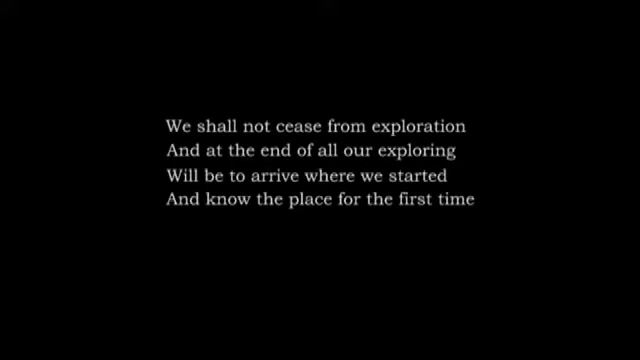 We shall not cease from exploration
And at the end of all our exploring
Will be to arrive where we started
And know the place for the first time